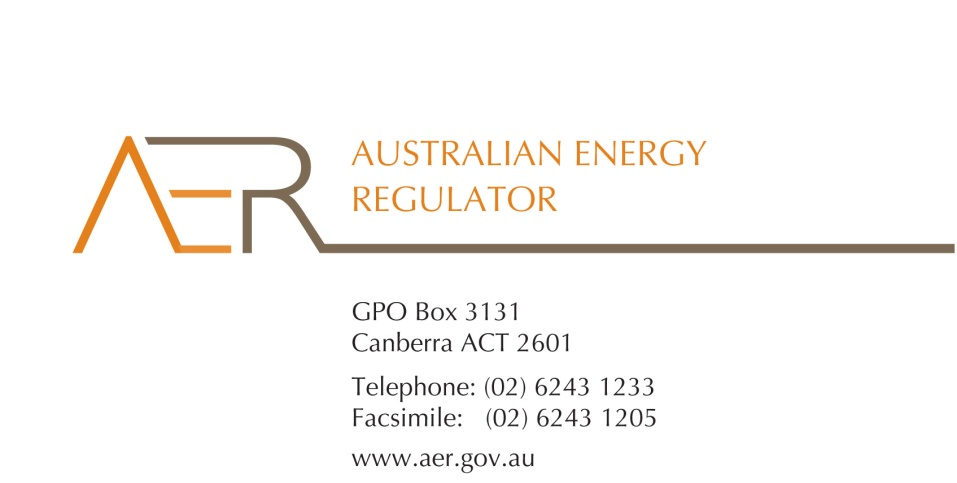 AER
AUSTRALIAN ENERGY
REGULATOR
GPO Box 3131
Canberra ACT 2601
Telephone: (02) 6243 1233
Facsimile: (02) 6243 1205
www.aer.gov.au